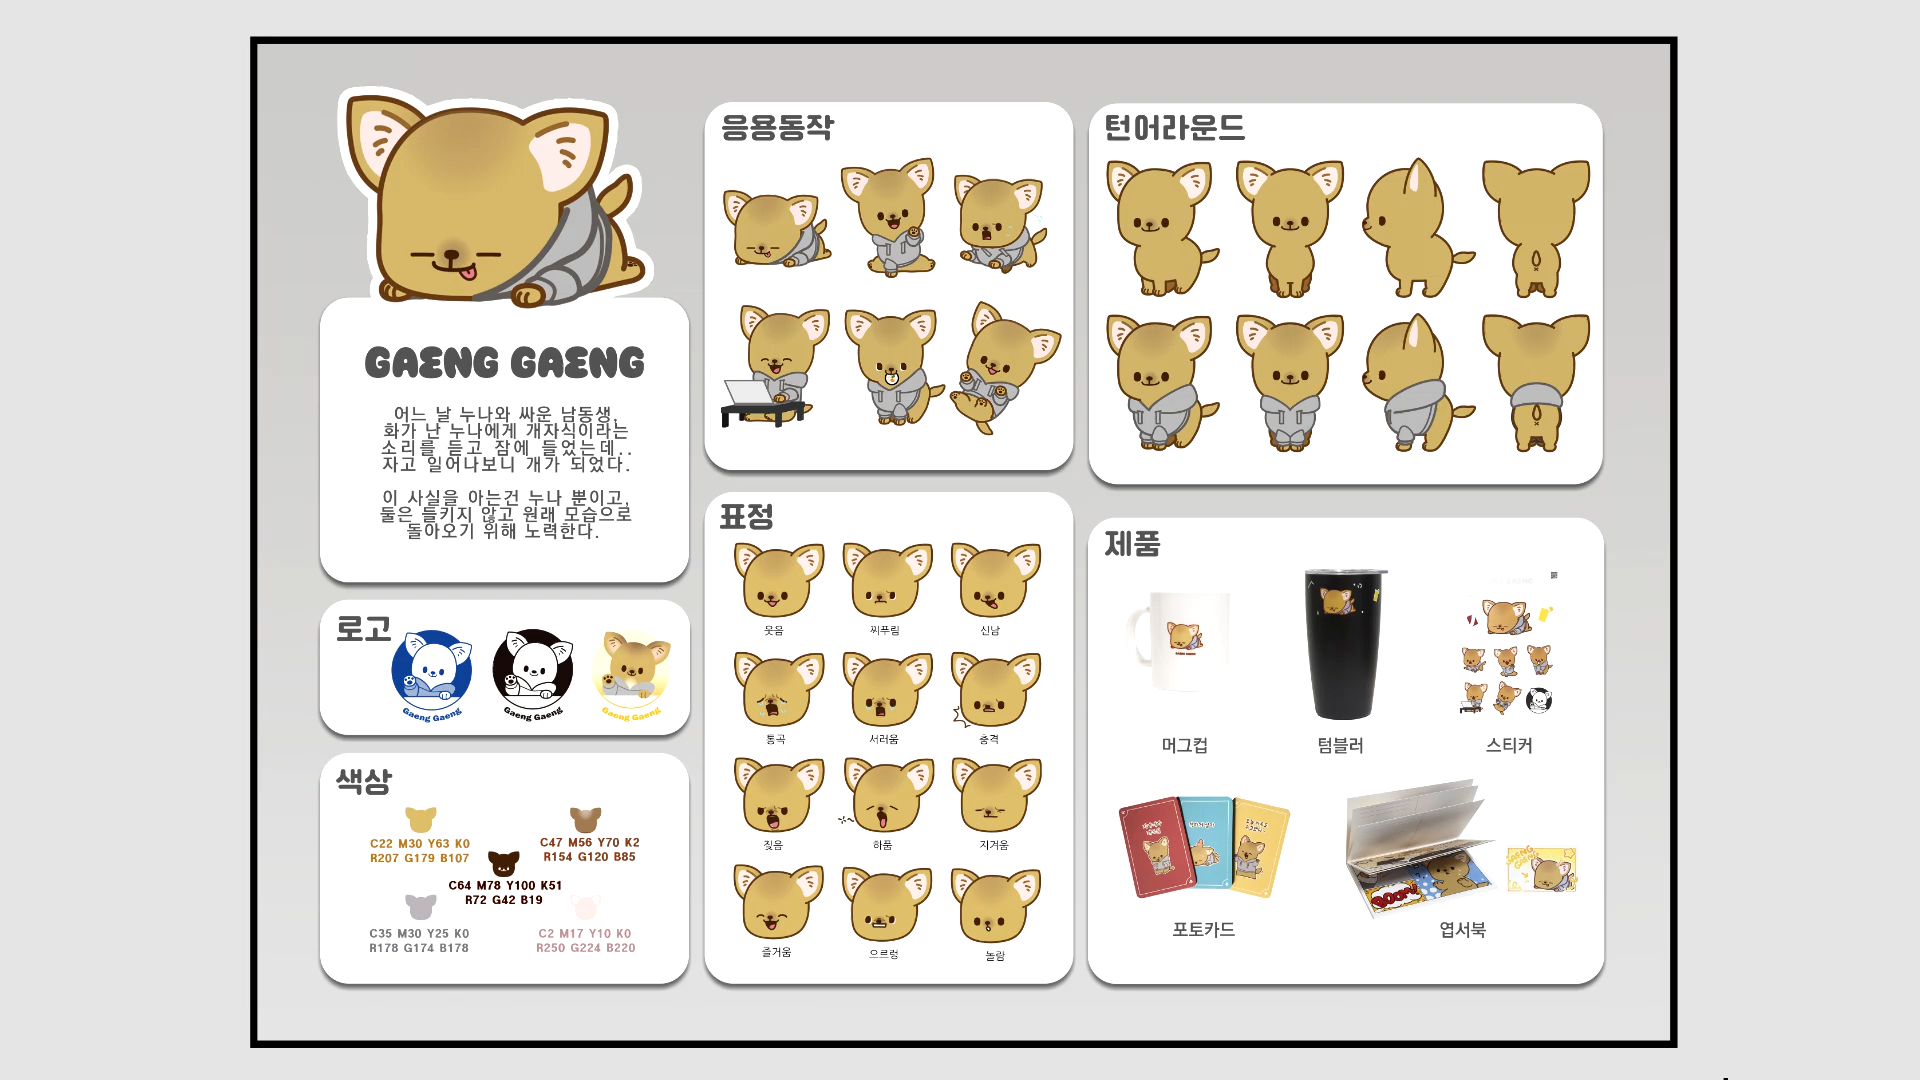 GAENG GAENG
어느 날 누나와 싸운 남동생,
화가 난 누나에게 개자식이라는
소리를 듣고 잠에 들었는데..
자고 일어나보니 개가 되었다.
이 사실을 아는건 누나 뿐이고,
둘은 들키지 않고 원래 모습으로
돌아오기 위해 노력한다.
로고
Gaeng Gaeng
Gaeng Gaeng
Gaeng Gaeng
색상
C22 M30 Y63 K0
R207 G179 B107
C47 M56 Y70 K2
R154 G120 B85
C64 M78 Y100 K51
R72 G42 B19
C35 M30 Y25 K0
R178 G174 B178
C2 M17 Y10 K0
R250 G224 B220
응용동작
표정
웃음
찌푸림
신남
통곡
서러움
충격
짖음
하품
지겨움
즐거움
으르렁
놀람
턴어라운드
제품
머그컵
텀블러
스티커
BOOM!
포토카드
엽서북